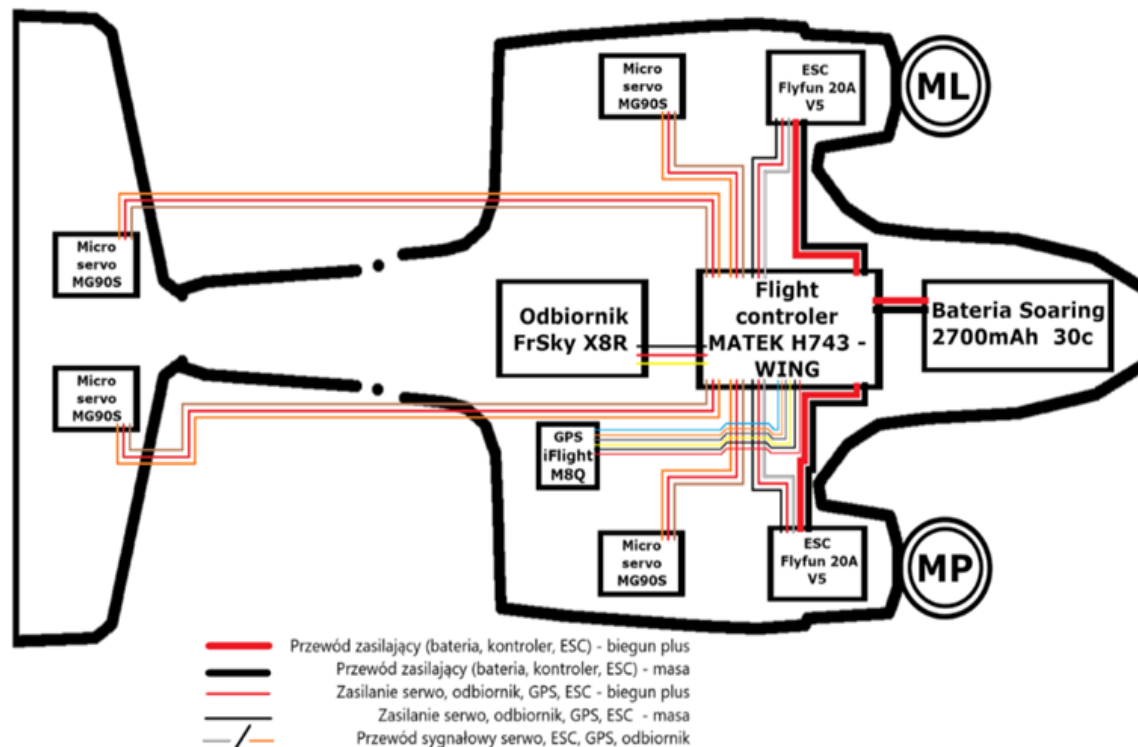 Micro
servo
MG90S
ESC
Flyfun 20A
V5
ML
Micro
servo
MG90S
Odbiornik
FrSky X8R
Flight
controler
MATEK H743 -
WING
Bateria Soaring
2700mAh 30c
Micro
servo
MG90S
GPS
iFlight
M8Q
Micro
servo
MG90S
ESC
Flyfun 20A
V5
MP
Przewód zasilający (bateria, kontroler, ESC) - biegun plus
Przewód zasilający (bateria, kontroler, ESC) - masa
Zasilanie serwo, odbiornik, GPS, ESC - biegun plus
Zasilanie serwo, odbiornik, GPS, ESC - masa
Przewód sygnałowy serwo, ESC, GPS, odbiornik